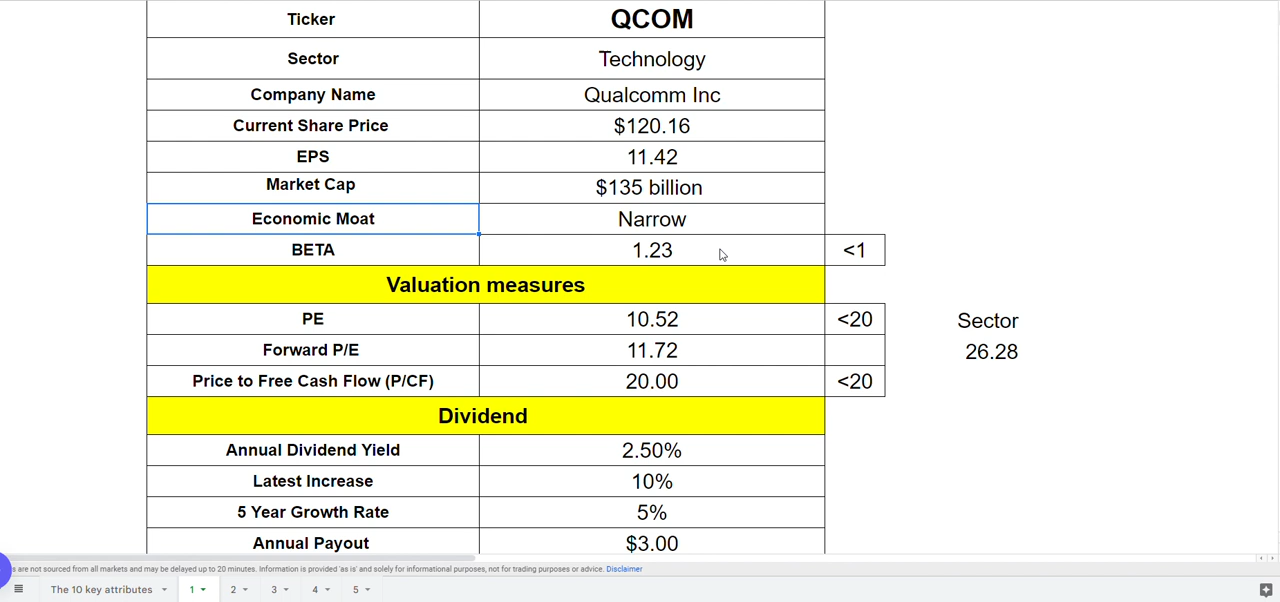 Ticker QCOM
Sector Technology
Company Name Qualcomm Inc
Current Share Price $120.16
EPS 11.42
Market Cap $135 billion
Economic Moat Narrow
BETA 1.23 <1
Valuation measures
PE 10.52 <20 Sector
Forward P/E 11.72 26.28
Price to Free Cash Flow (P/CF) 20.00 <20
Dividend
Annual Dividend Yield 2.50%
Latest Increase 10%
5 Year Growth Rate 5%
Annual Payout $3.00
s are not sourced from all markets and may be delayed up to 20 minutes. Information is provided 'as is' and solely for informational purposes, not for trading purposes or advice. Disclaimer
The 10 key attributes 1 2 3 4 5